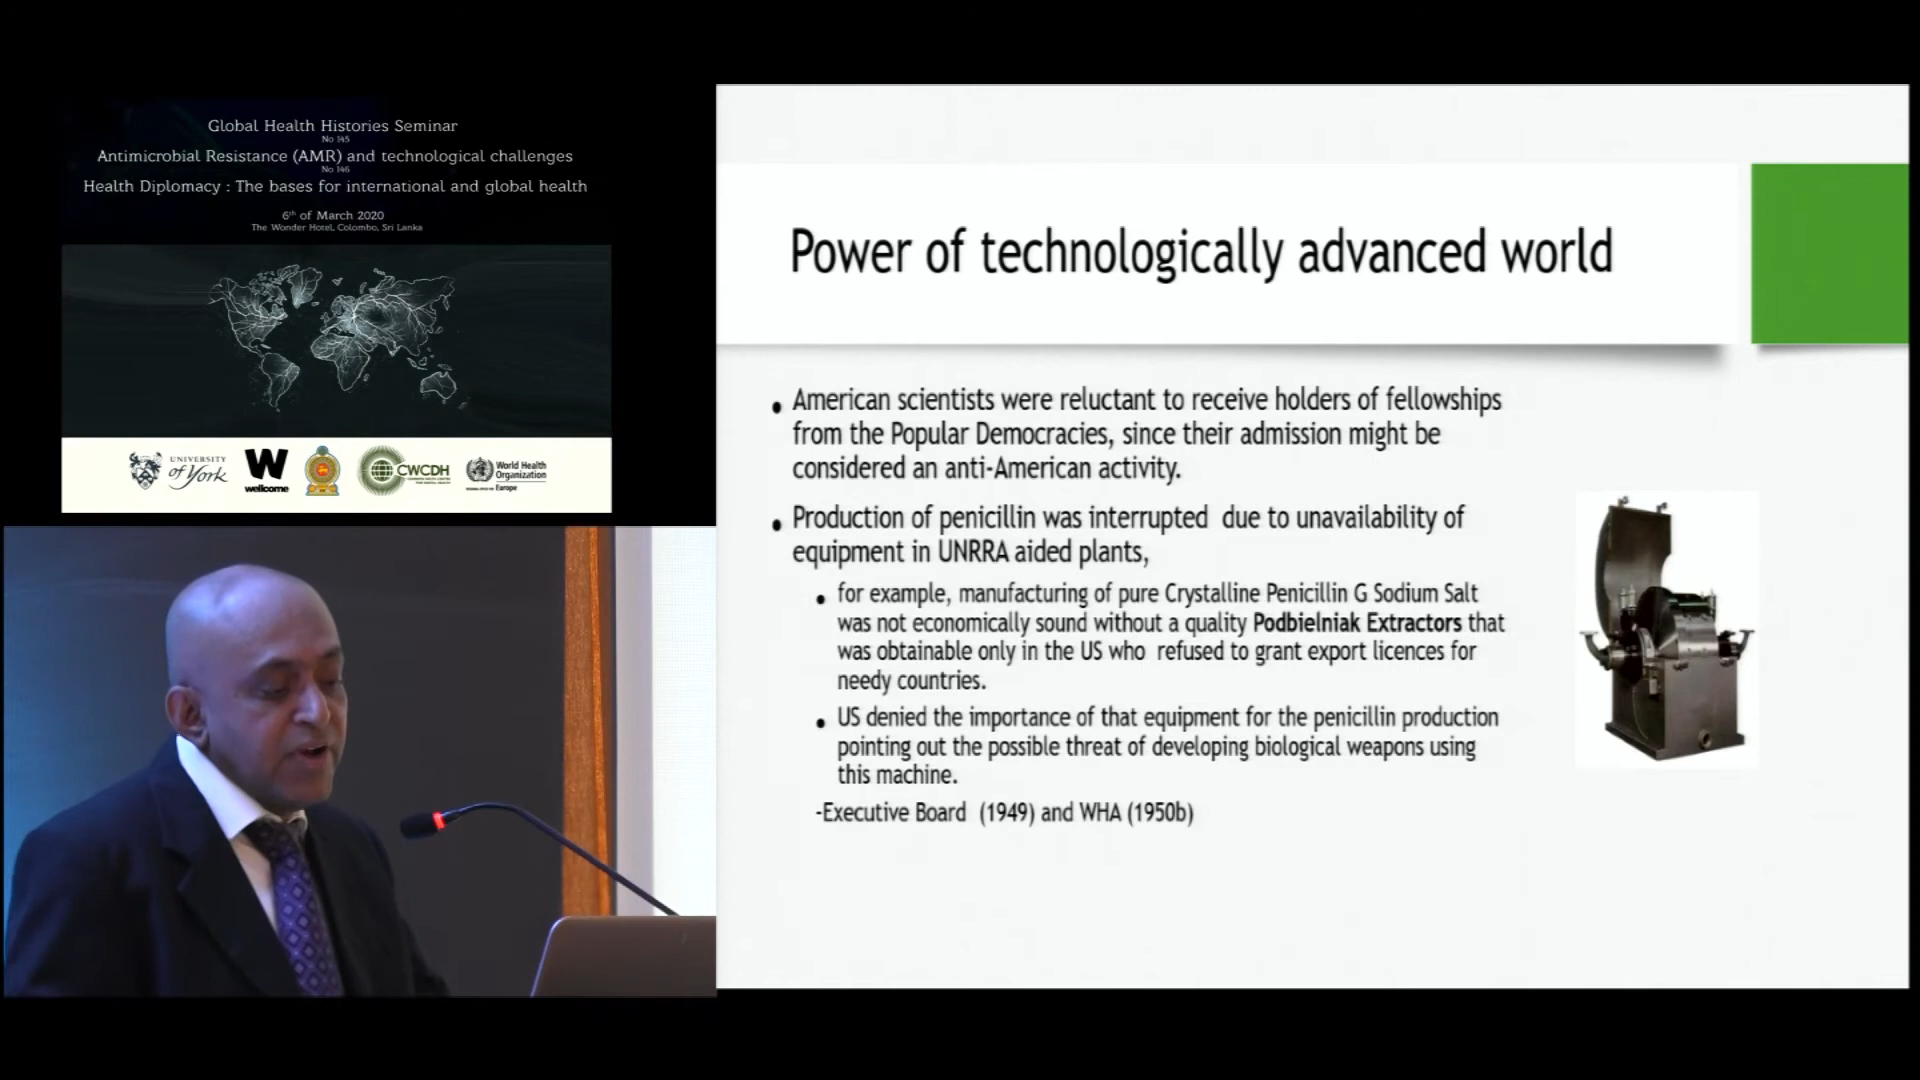 Global Health Histories Seminar
No 145
Antimicrobial Resistance (AMR) and technological challenges
No 146
Health Diplomacy : The bases for international and global health
6th of March 2020
The Wonder Hotel, Colombo, Sri Lanka
UNIVERSITY
of York
W
wellcome
CWCDH
World Health
Organization
Europe
Power of technologically advanced world
• American scientists were reluctant to receive holders of fellowships
from the Popular Democracies, since their admission might be
considered an anti-American activity.
• Production of penicillin was interrupted due to unavailability of
equipment in UNRRA aided plants,
• for example, manufacturing of pure Crystalline Penicillin G Sodium Salt
was not economically sound without a quality Podbielniak Extractors that
was obtainable only in the US who refused to grant export licences for
needy countries.
• US denied the importance of that equipment for the penicillin production
pointing out the possible threat of developing biological weapons using
this machine.
-Executive Board (1949) and WHA (1950b)